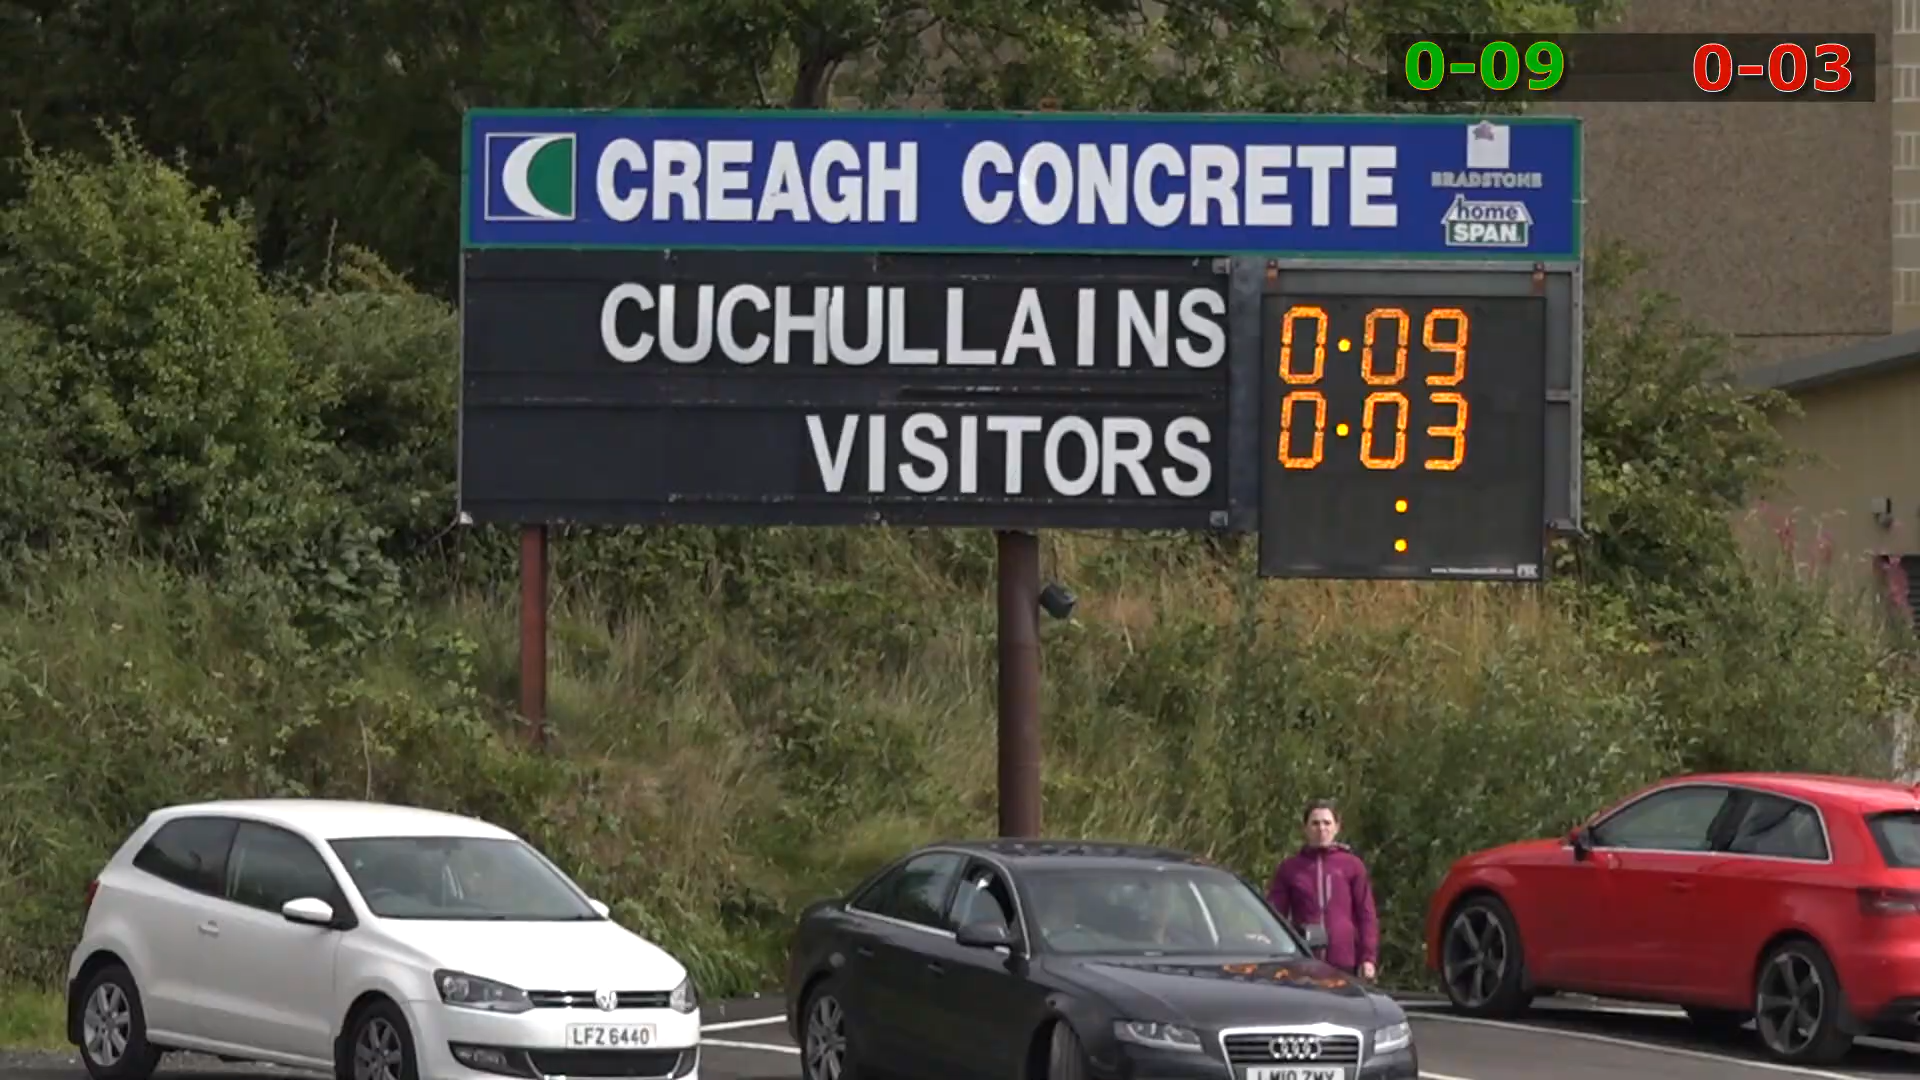 0-09 0-03
CREAGH CONCRETE
BRADSTONE
home
SPAN
CUCHULLAINS 0·09
VISITORS 0·03
:
LFZ 6440